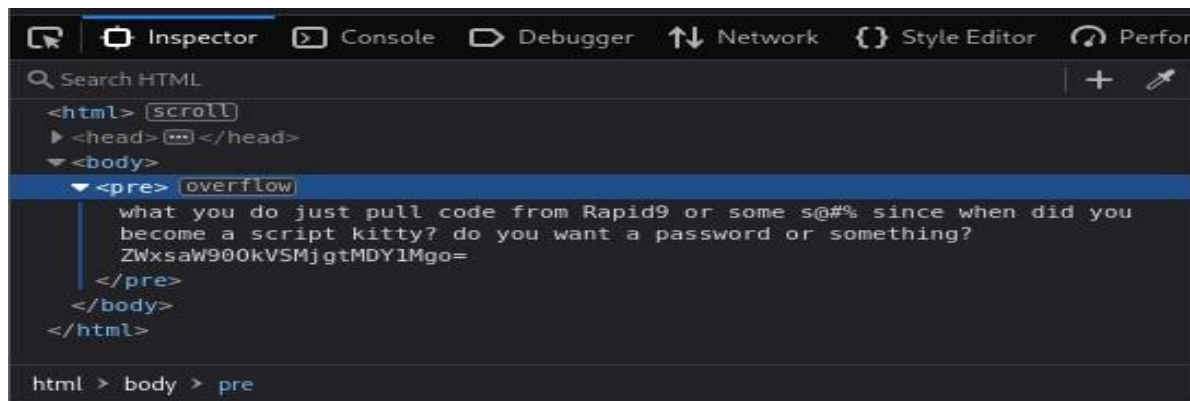 Inspector Console Debugger Network {} Style Editor Perfor
Search HTML +
<html> scroll
<head> ••• </head>
<body>
<pre> overflow
what you do just pull code from Rapid9 or some s@#% since when did you
become a script kitty? do you want a password or something?
ZWxsaW90OkVSMjgtMDY1Mgo=
</pre>
</body>
</html>
html > body > pre